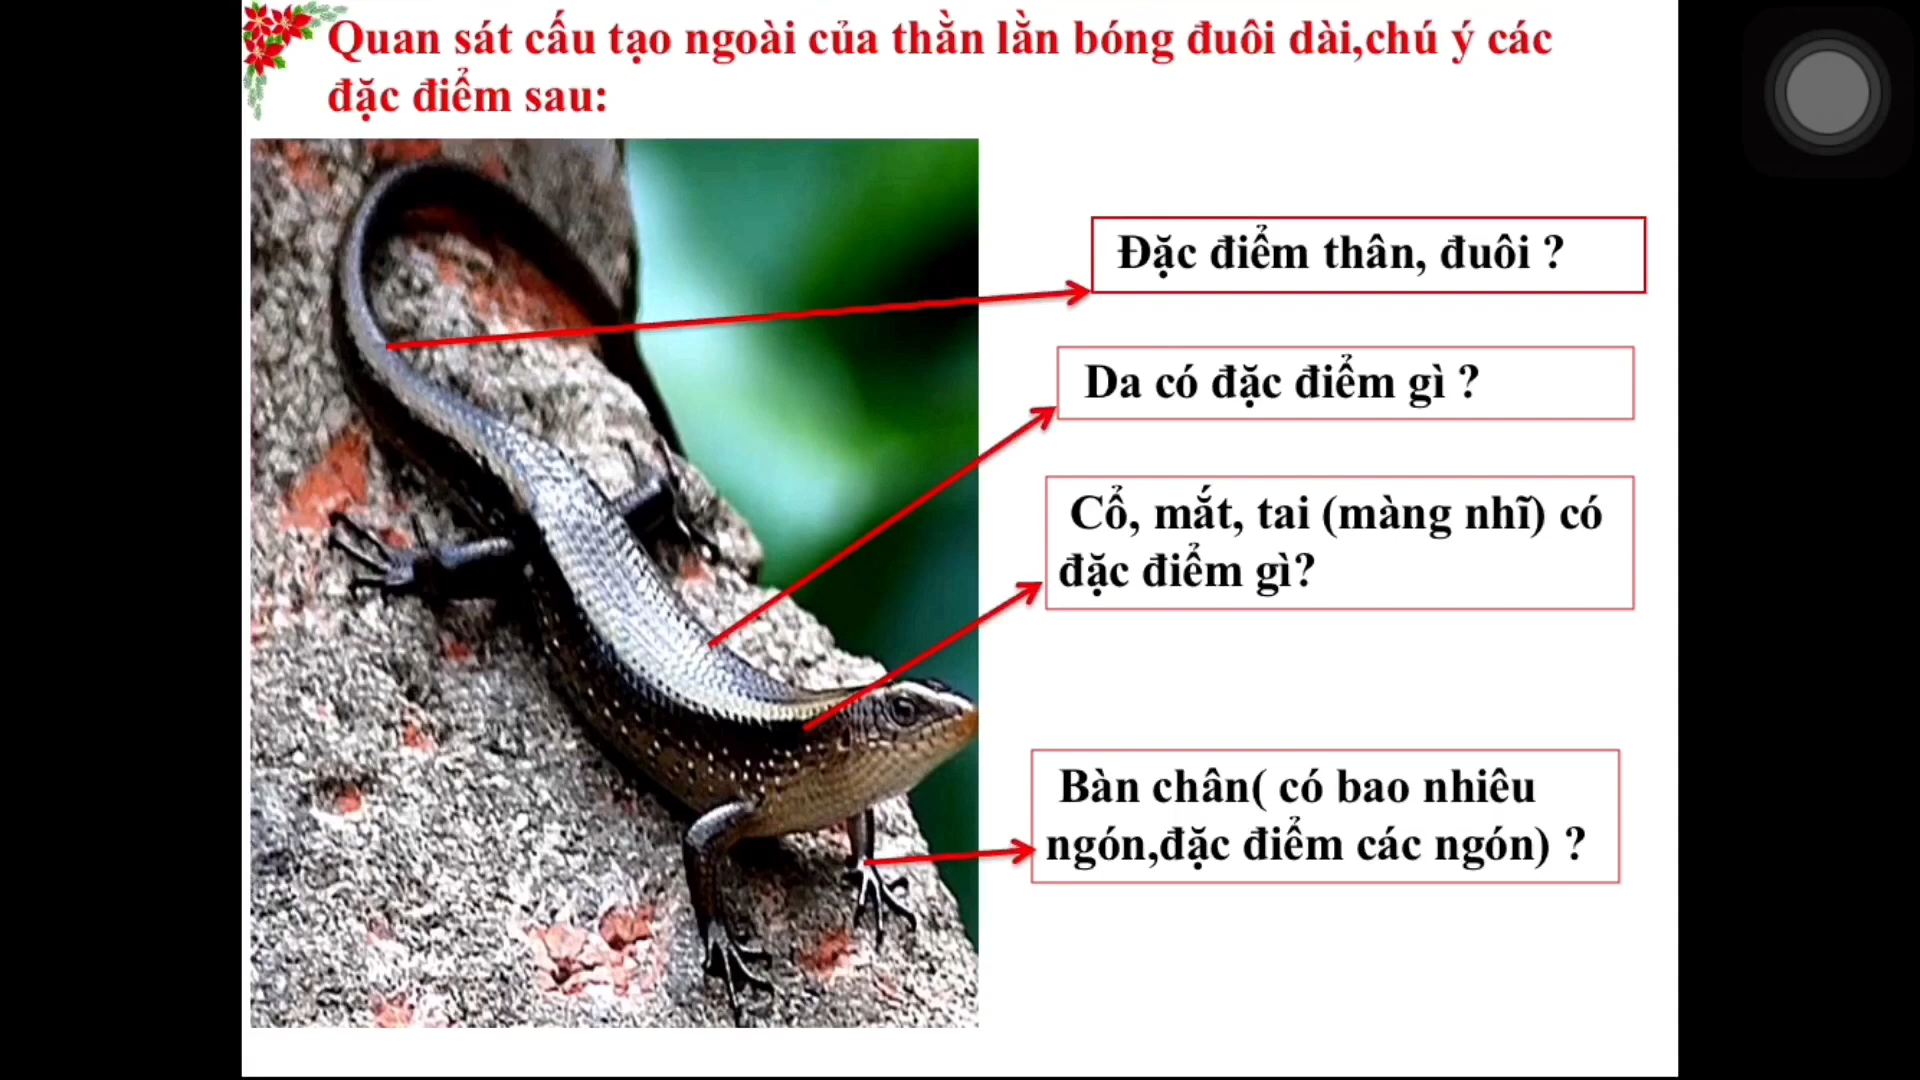 Quan sát cấu tạo ngoài của thằn lằn bóng đuôi dài,chú ý các
đặc điểm sau:
Đặc điểm thân, đuôi ?
Da có đặc điểm gì ?
Cổ, mắt, tai (màng nhĩ) có
đặc điểm gì?
Bàn chân( có bao nhiêu
ngón,đặc điểm các ngón) ?